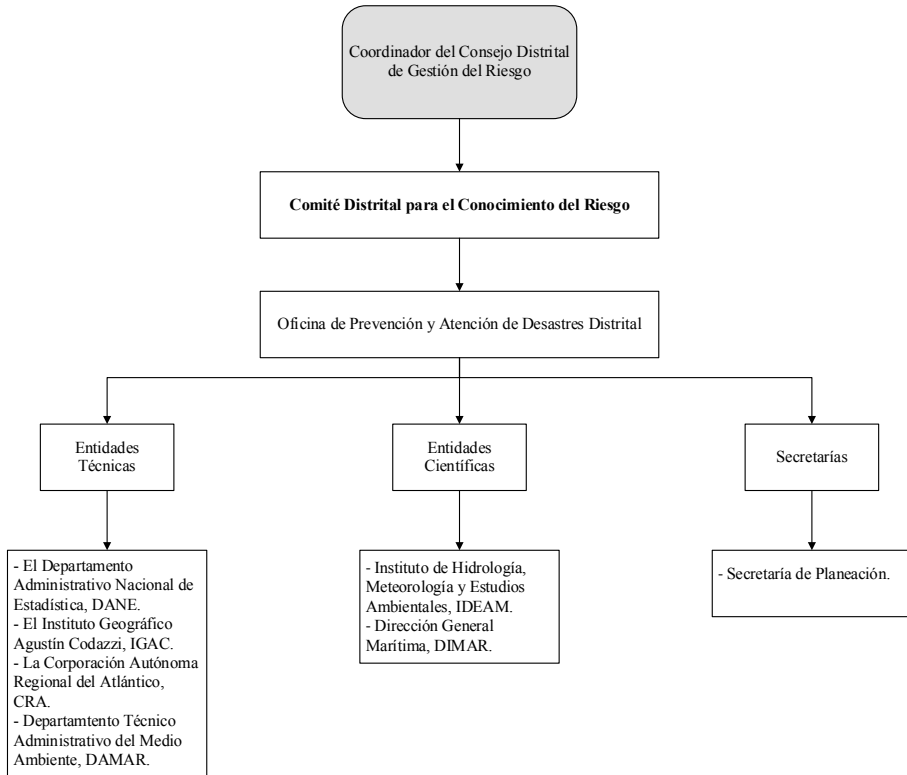 Coordinador del Consejo Distrital
de Gestión del Riesgo
Comité Distrital para el Conocimiento del Riesgo
Oficina de Prevención y Atención de Desastres Distrital
Entidades
Técnicas
Entidades
Científicas
Secretarías
- El Departamento
Administrativo Nacional de
Estadística, DANE.
- El Instituto Geográfico
Agustín Codazzi, IGAC.
- La Corporación Autónoma
Regional del Atlántico,
CRA.
- Departamtento Técnico
Administrativo del Medio
Ambiente, DAMAR.
- Instituto de Hidrología,
Meteorología y Estudios
Ambientales, IDEAM.
- Dirección General
Marítima, DIMAR.
- Secretaría de Planeación.